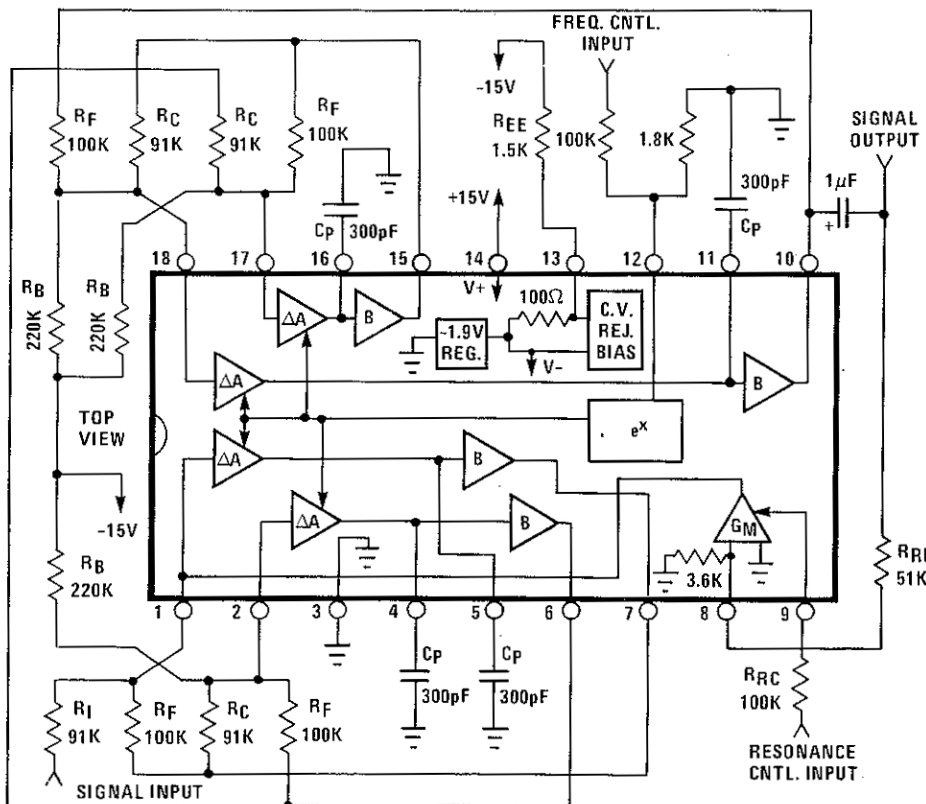 FREQ. CNTL.
INPUT
-15V
SIGNAL
OUTPUT
RF
100K
RC
91K
RC
91K
RF
100K
REE
1.5K
100K
1.8K
300pF
CP
1µF
+
+15V
CP
300pF
18
17
16
15
14
13
12
11
10
RB
220K
RB
220K
V+
100Ω
C.V.
REJ.
BIAS
-1.9V
REG.
V-
ΔA
B
ΔA
B
TOP
VIEW
ex
ΔA
B
ΔA
B
GM
-15V
3.6K
RB
220K
51K
1
2
3
4
5
6
7
8
9
CP
300pF
CP
300pF
RRC
100K
RI
91K
RF
100K
RC
91K
RF
100K
SIGNAL INPUT
RESONANCE
CNTL. INPUT